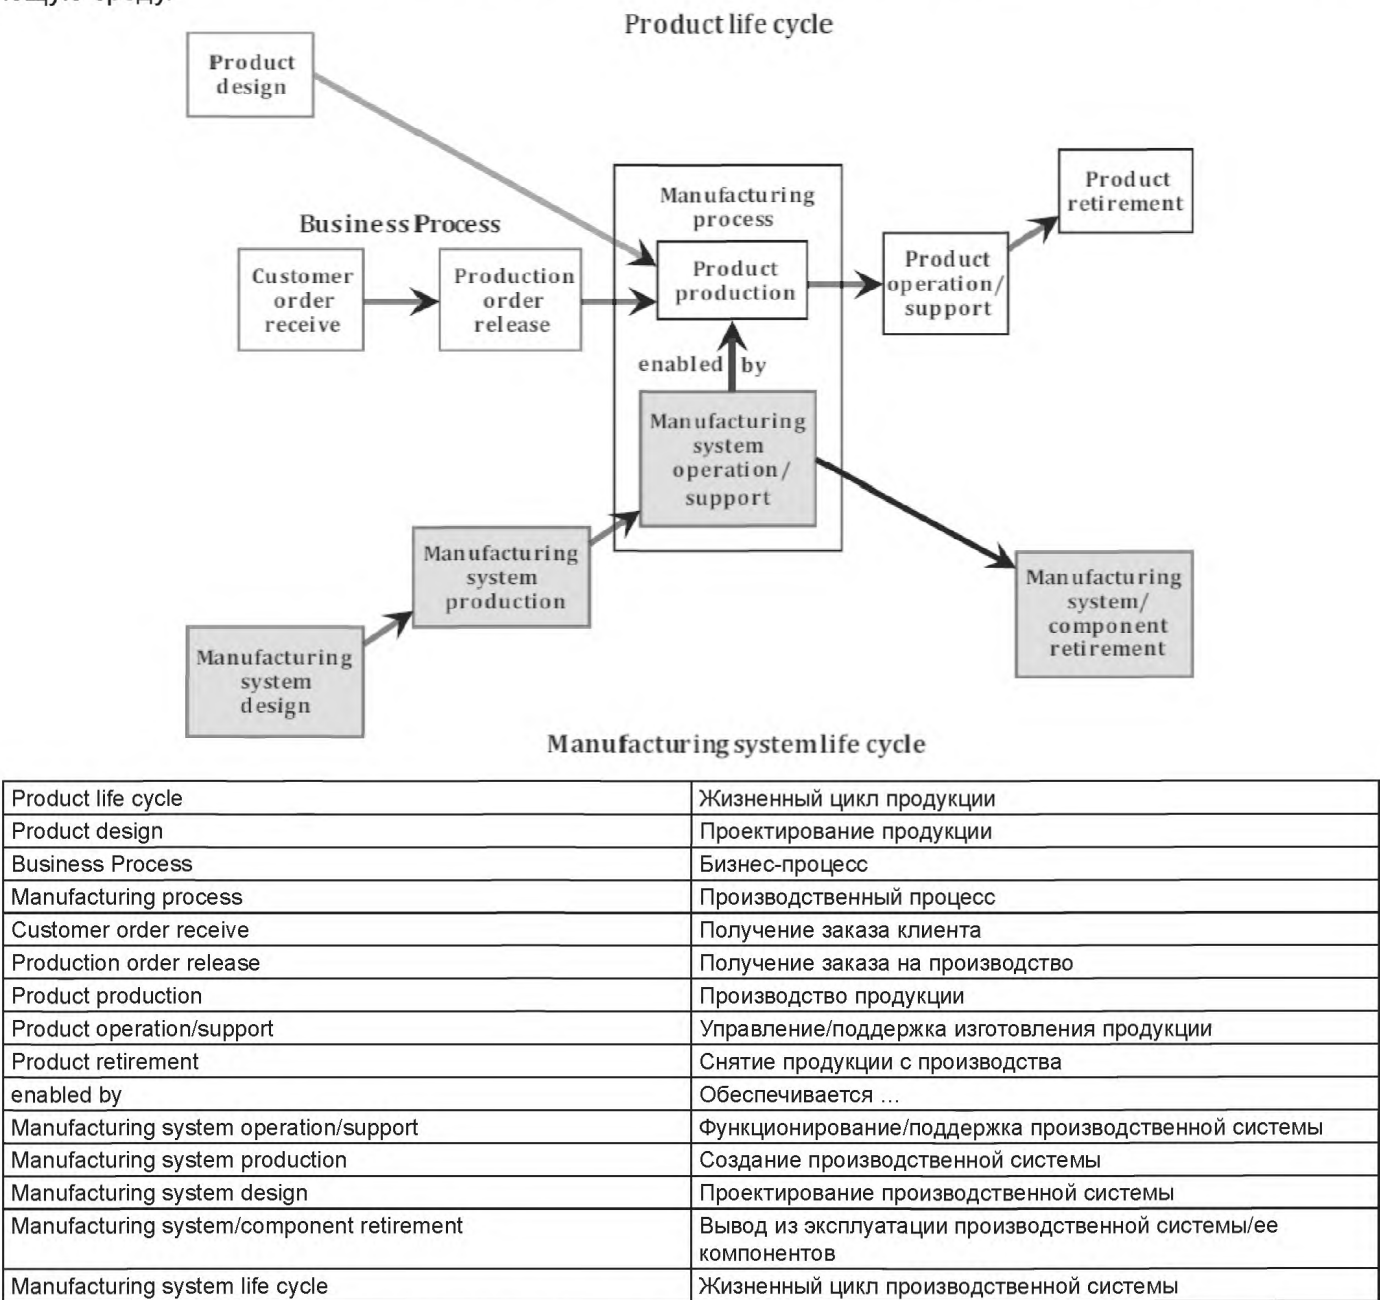 Product life cycle
Product
design
Product
retirement
Manufacturing
process
Business Process
Customer
order
receive
Production
order
release
Product
production
Product
operation/
support
enabled by
Manufacturing
system
operation/
support
Manufacturing
system
production
Manufacturing
system/
component
retirement
Manufacturing
system
design
Manufacturing system life cycle
Product life cycle Жизненный цикл продукции
Product design Проектирование продукции
Business Process Бизнес-процесс
Manufacturing process Производственный процесс
Customer order receive Получение заказа клиента
Production order release Получение заказа на производство
Product production Производство продукции
Product operation/support Управление/поддержка изготовления продукции
Product retirement Снятие продукции с производства
enabled by Обеспечивается ...
Manufacturing system operation/support Функционирование/поддержка производственной системы
Manufacturing system production Создание производственной системы
Manufacturing system design Проектирование производственной системы
Manufacturing system/component retirement Вывод из эксплуатации производственной системы/ее
компонентов
Manufacturing system life cycle Жизненный цикл производственной системы